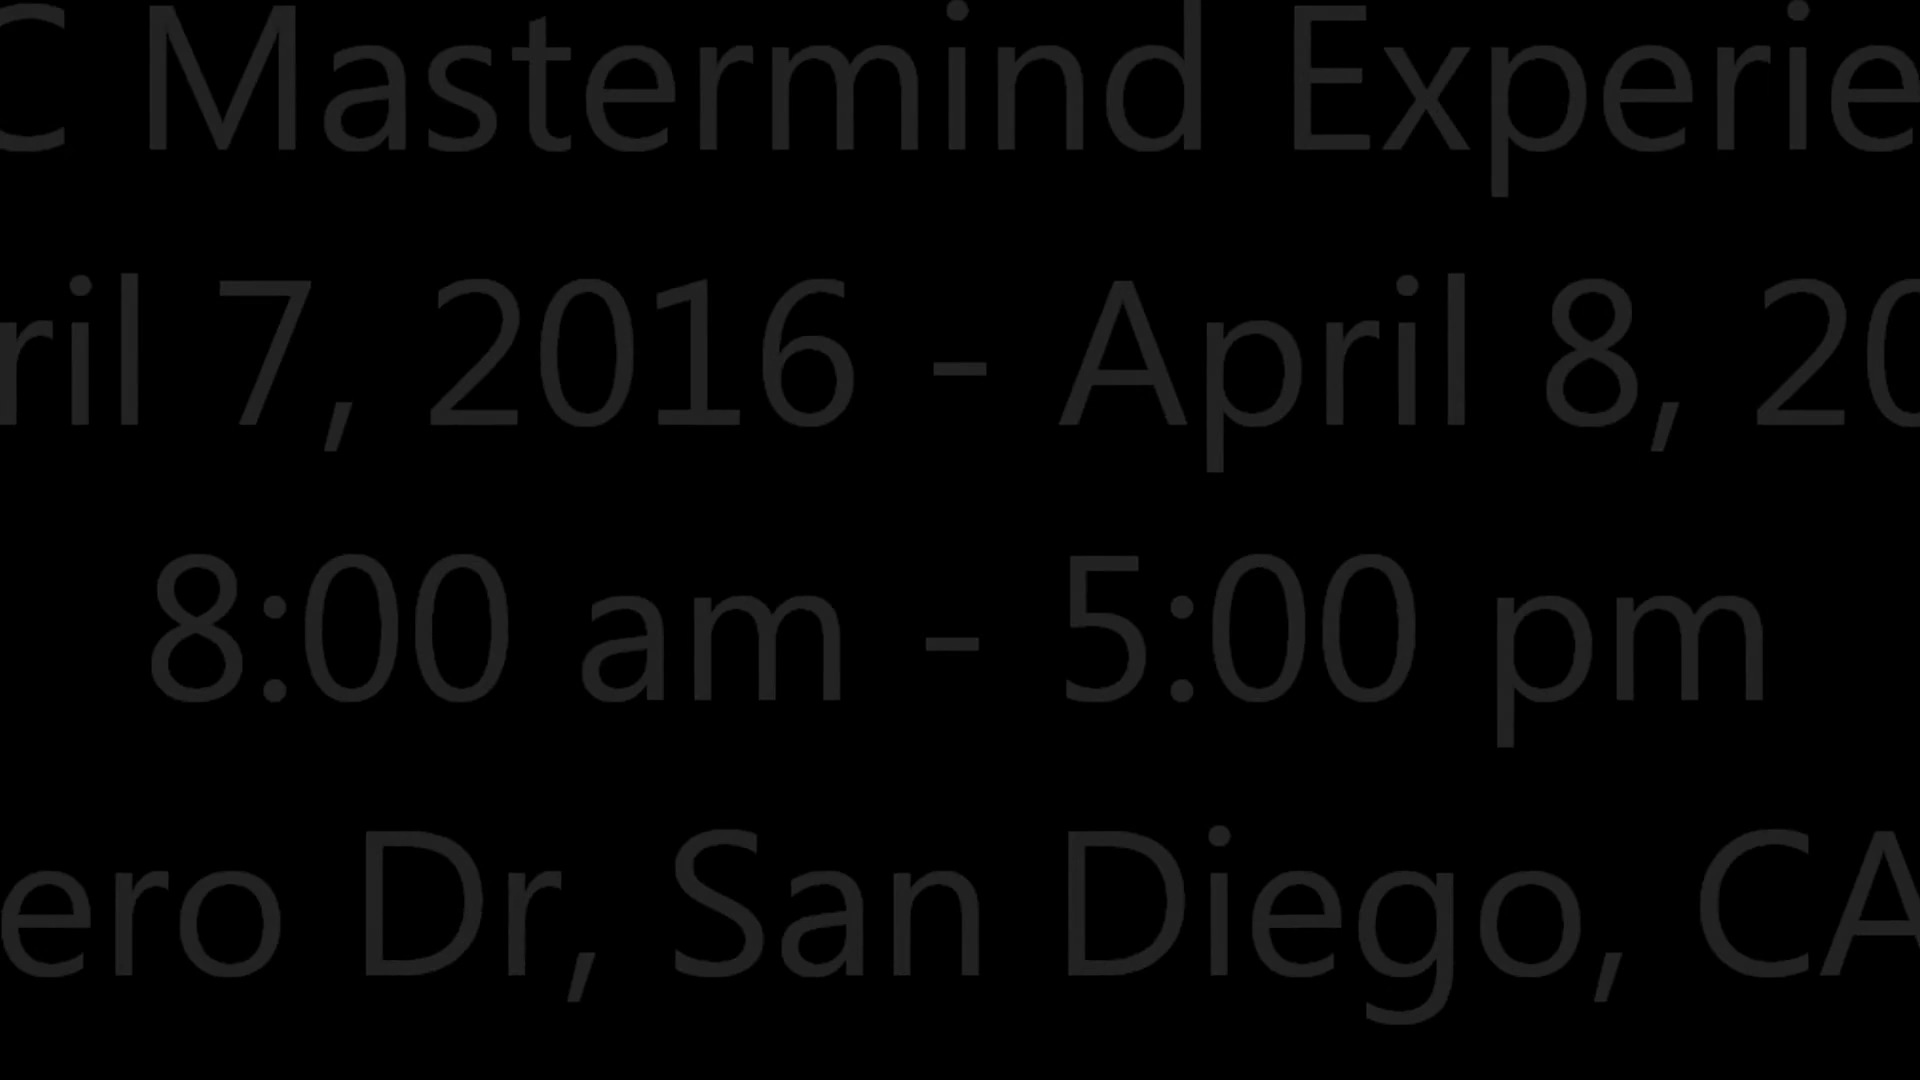 C Mastermind Experie
ril 7, 2016 - April 8, 20
8:00 am - 5:00 pm
ero Dr, San Diego, CA